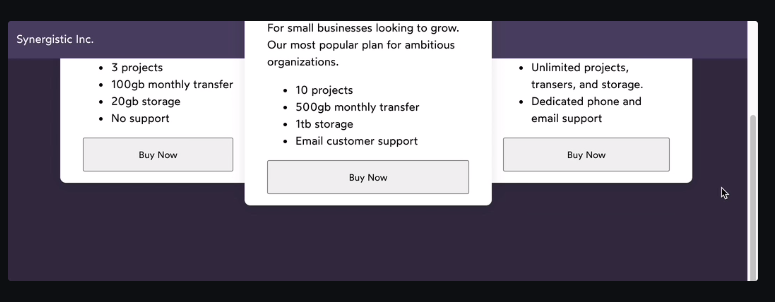 Synergistic Inc.
3 projects
100gb monthly transfer
20gb storage
No support
Buy Now
For small businesses looking to grow.
Our most popular plan for ambitious
organizations.
10 projects
500gb monthly transfer
1tb storage
Email customer support
Buy Now
Unlimited projects,
transers, and storage.
Dedicated phone and
email support
Buy Now